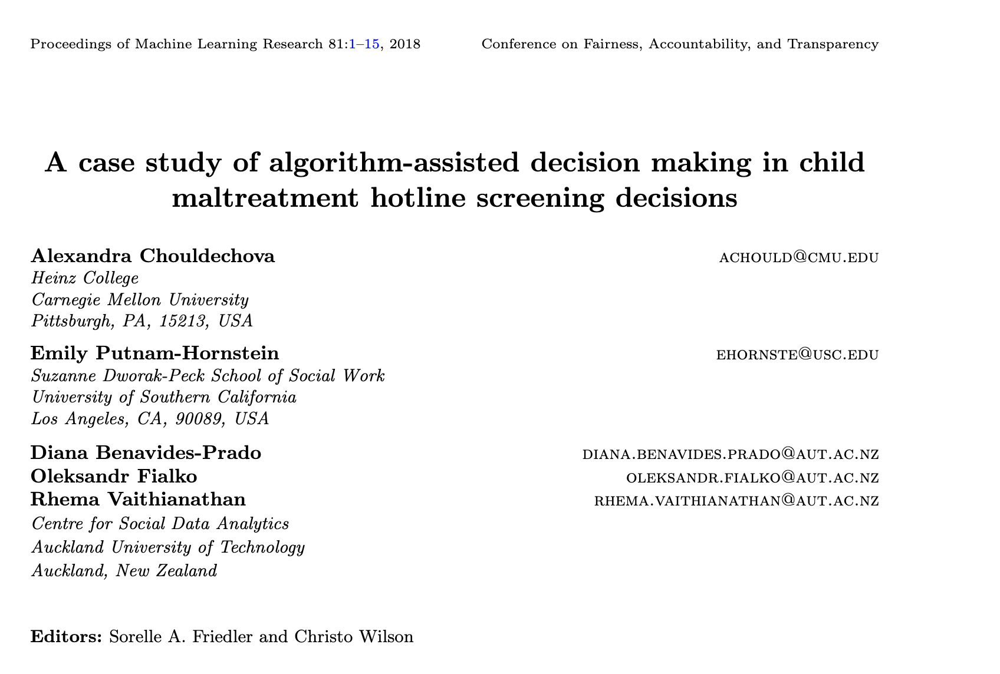 Proceedings of Machine Learning Research 81:1–15, 2018 Conference on Fairness, Accountability, and Transparency
A case study of algorithm-assisted decision making in child
maltreatment hotline screening decisions
Alexandra Chouldechova ACHOULD@CMU.EDU
Heinz College
Carnegie Mellon University
Pittsburgh, PA, 15213, USA
Emily Putnam-Hornstein EHORNSTE@USC.EDU
Suzanne Dworak-Peck School of Social Work
University of Southern California
Los Angeles, CA, 90089, USA
Diana Benavides-Prado DIANA.BENAVIDES.PRADO@AUT.AC.NZ
Oleksandr Fialko OLEKSANDR.FIALKO@AUT.AC.NZ
Rhema Vaithianathan RHEMA.VAITHIANATHAN@AUT.AC.NZ
Centre for Social Data Analytics
Auckland University of Technology
Auckland, New Zealand
Editors: Sorelle A. Friedler and Christo Wilson